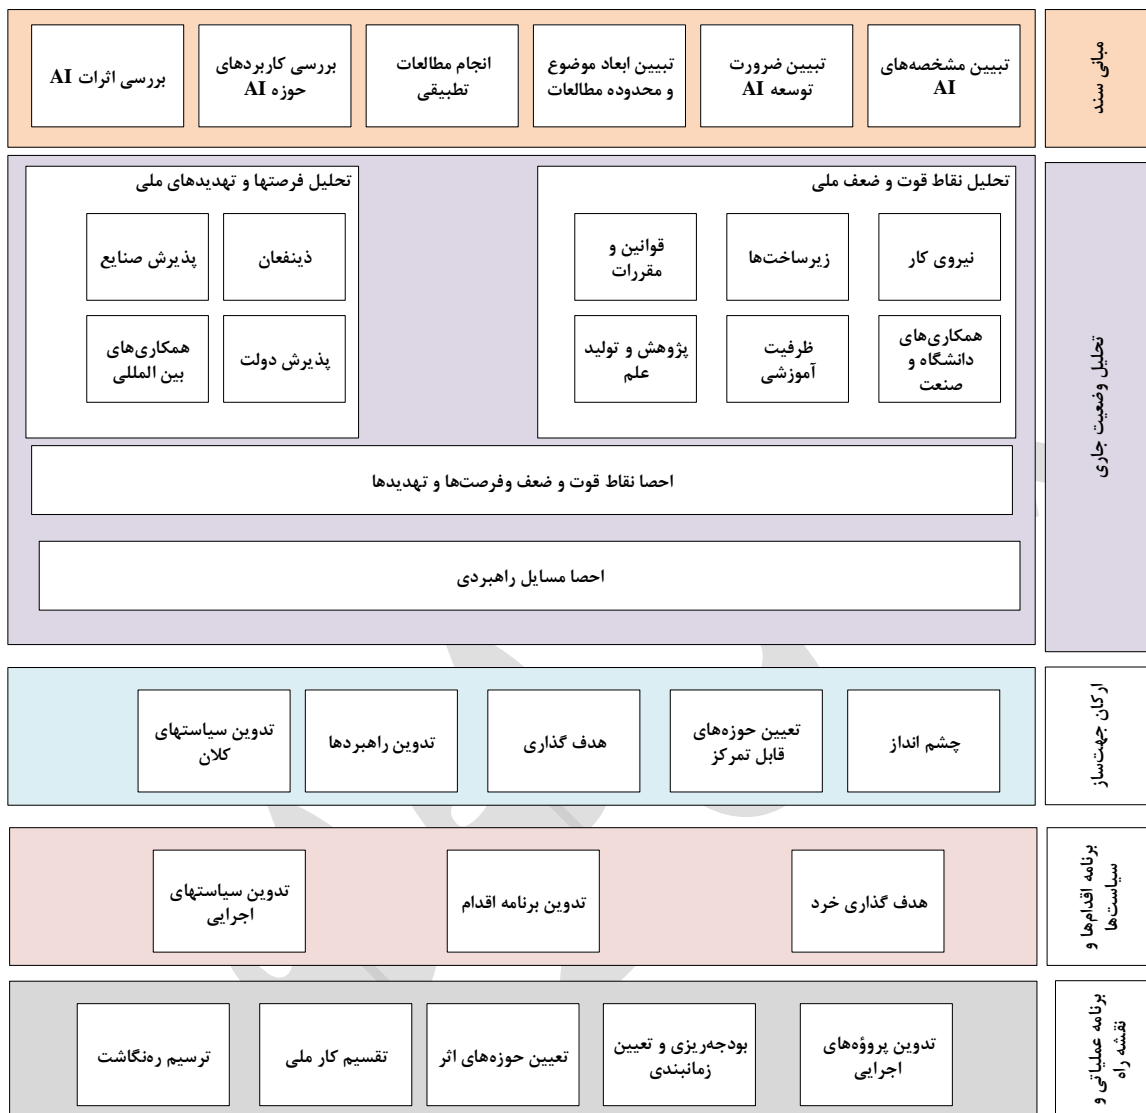 مبانی سند
تبیین مشخصه‌های
AI
تبیین ضرورت
توسعه AI
تبیین ابعاد موضوع
و محدوده مطالعات
انجام مطالعات
تطبیقی
بررسی کاربردهای
حوزه AI
بررسی اثرات AI
تحلیل وضعیت جاری
تحلیل نقاط قوت و ضعف ملی
نیروی کار
زیرساخت‌ها
قوانین و
مقررات
همکاری‌های
دانشگاه و
صنعت
ظرفیت
آموزشی
پژوهش و تولید
علم
تحلیل فرصتها و تهدیدهای ملی
ذینفعان
پذیرش صنایع
پذیرش دولت
همکاری‌های
بین المللی
احصا نقاط قوت و ضعف وفرصت‌ها و تهدیدها
احصا مسایل راهبردی
ارکان جهت‌ساز
چشم انداز
تعیین حوزه‌های
قابل تمرکز
هدف گذاری
تدوین راهبردها
تدوین سیاستهای
کلان
برنامه اقدام‌ها و
سیاست‌ها
هدف گذاری خرد
تدوین برنامه اقدام
تدوین سیاستهای
اجرایی
برنامه عملیاتی و
نقشه راه
تدوین پروؤه‌های
اجرایی
بودجه‌ریزی و تعیین
زمانبندی
تعیین حوزه‌های اثر
تقسیم کار ملی
ترسیم ره‌نگاشت